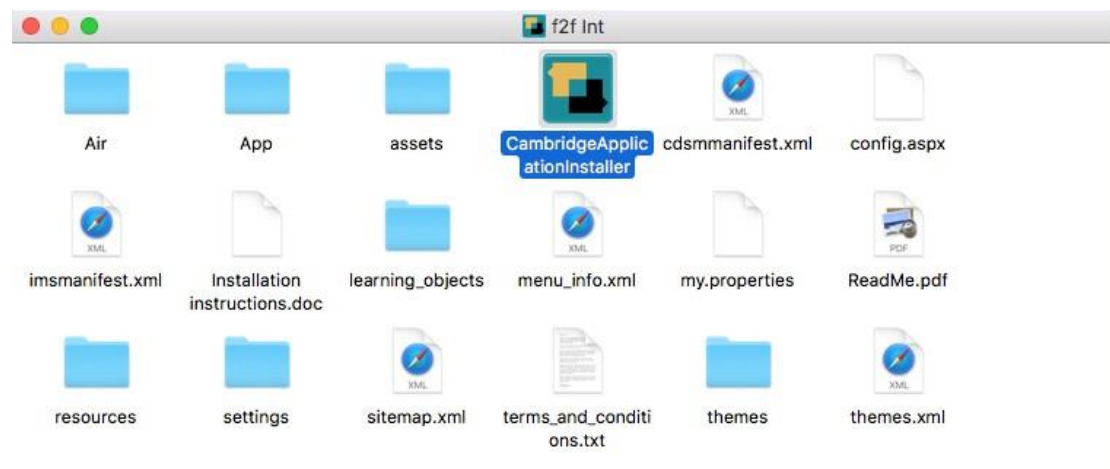 f2f Int
Air
App
assets
CambridgeApplic
ationInstaller
XML
cdsmmanifest.xml
config.aspx
XML
imsmanifest.xml
Installation
instructions.doc
learning_objects
XML
menu_info.xml
my.properties
PDF
ReadMe.pdf
resources
settings
XML
sitemap.xml
terms_and_conditi
ons.txt
themes
XML
themes.xml